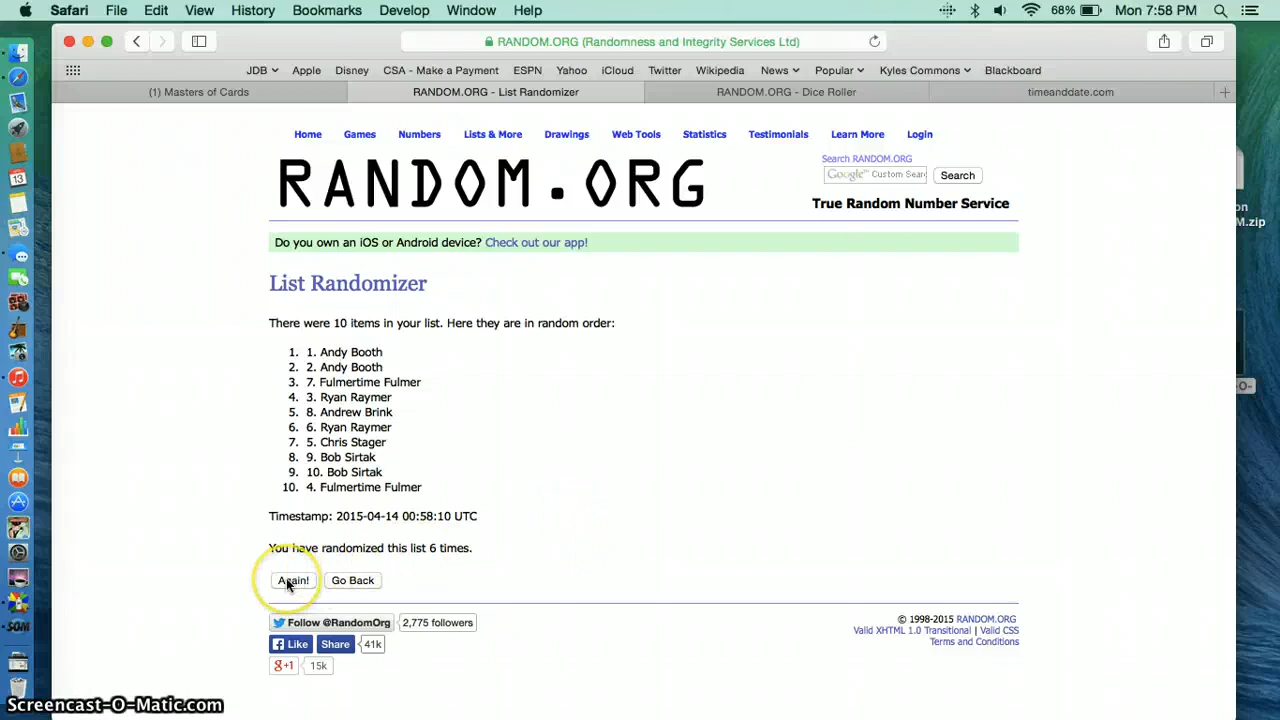 Safari File Edit View History Bookmarks Develop Window Help 68% Mon 7:58 PM
RANDOM.ORG (Randomness and Integrity Services Ltd)
JDB Apple Disney CSA - Make a Payment ESPN Yahoo iCloud Twitter Wikipedia News Popular Kyles Commons Blackboard
(1) Masters of Cards RANDOM.ORG - List Randomizer RANDOM.ORG - Dice Roller timeanddate.com
Home Games Numbers Lists & More Drawings Web Tools Statistics Testimonials Learn More Login
Search RANDOM.ORG
Google™ Custom Sear Search
RANDOM.ORG
True Random Number Service
Do you own an iOS or Android device? Check out our app!
List Randomizer
There were 10 items in your list. Here they are in random order:
1. 1. Andy Booth
2. 2. Andy Booth
3. 7. Fulmertime Fulmer
4. 3. Ryan Raymer
5. 8. Andrew Brink
6. 6. Ryan Raymer
7. 5. Chris Stager
8. 9. Bob Sirtak
9. 10. Bob Sirtak
10. 4. Fulmertime Fulmer
Timestamp: 2015-04-14 00:58:10 UTC
You have randomized this list 6 times.
Again! Go Back
Follow @RandomOrg 2,775 followers
Like Share 41k
g+1 15k
© 1998-2015 RANDOM.ORG
Valid XHTML 1.0 Transitional | Valid CSS
Terms and Conditions
on
M.zip
-O-
13
SOM
Screencast-O-Matic.com